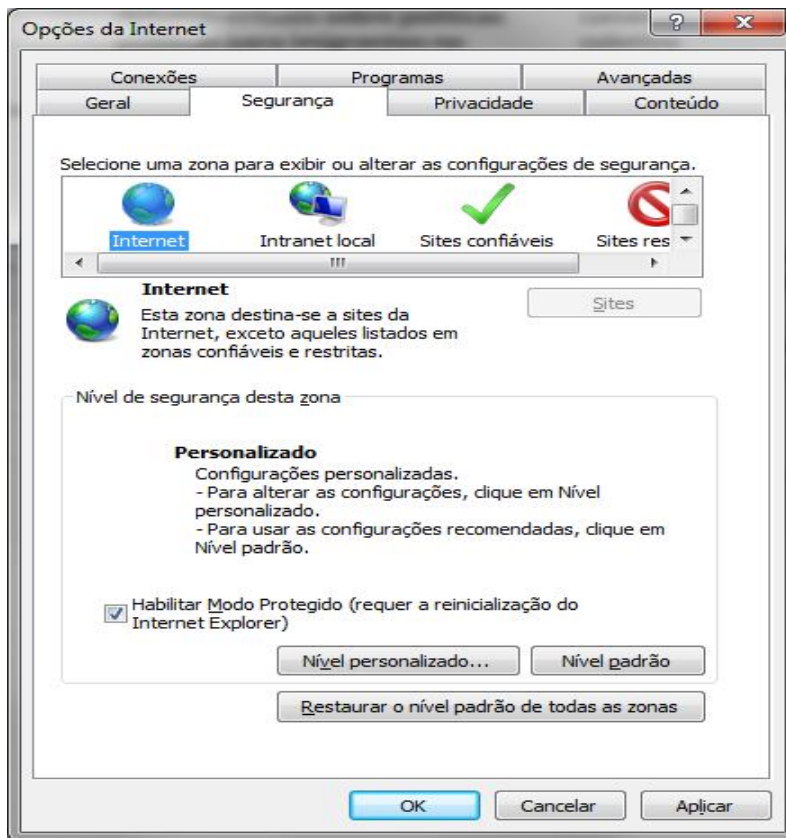 Opções da Internet
Conexões Programas Avançadas
Geral Segurança Privacidade Conteúdo
Selecione uma zona para exibir ou alterar as configurações de segurança.
Internet Intranet local Sites confiáveis Sites res
Internet
Sites
Esta zona destina-se a sites da
Internet, exceto aqueles listados em
zonas confiáveis e restritas.
Nível de segurança desta zona
Personalizado
Configurações personalizadas.
- Para alterar as configurações, clique em Nível
personalizado.
- Para usar as configurações recomendadas, clique em
Nível padrão.
Habilitar Modo Protegido (requer a reinicialização do
Internet Explorer)
Nível personalizado... Nível padrão
Restaurar o nível padrão de todas as zonas
OK Cancelar Aplicar